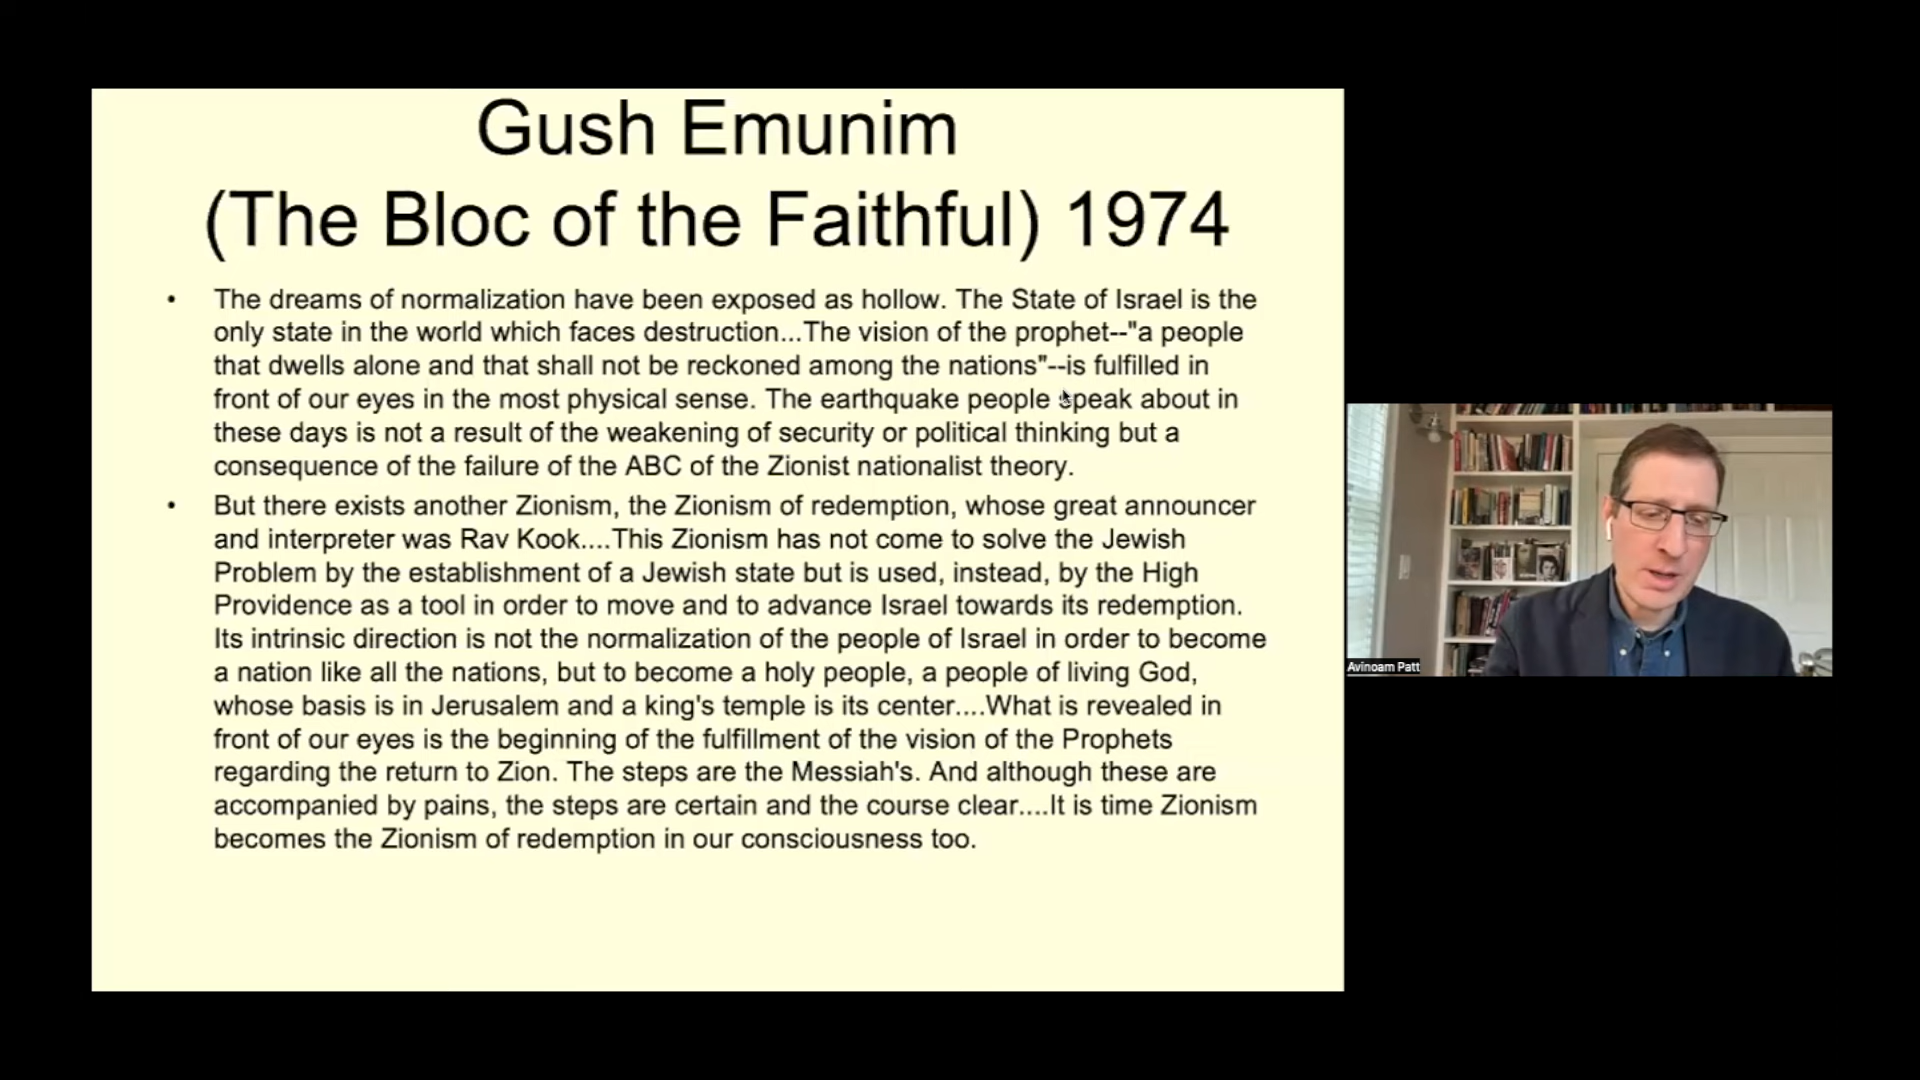 Gush Emunim
(The Bloc of the Faithful) 1974
• The dreams of normalization have been exposed as hollow. The State of Israel is the
only state in the world which faces destruction...The vision of the prophet--"a people
that dwells alone and that shall not be reckoned among the nations"--is fulfilled in
front of our eyes in the most physical sense. The earthquake people speak about in
these days is not a result of the weakening of security or political thinking but a
consequence of the failure of the ABC of the Zionist nationalist theory.
• But there exists another Zionism, the Zionism of redemption, whose great announcer
and interpreter was Rav Kook....This Zionism has not come to solve the Jewish
Problem by the establishment of a Jewish state but is used, instead, by the High
Providence as a tool in order to move and to advance Israel towards its redemption.
Its intrinsic direction is not the normalization of the people of Israel in order to become
a nation like all the nations, but to become a holy people, a people of living God,
whose basis is in Jerusalem and a king's temple is its center....What is revealed in
front of our eyes is the beginning of the fulfillment of the vision of the Prophets
regarding the return to Zion. The steps are the Messiah's. And although these are
accompanied by pains, the steps are certain and the course clear....It is time Zionism
becomes the Zionism of redemption in our consciousness too.
Avinoam Patt